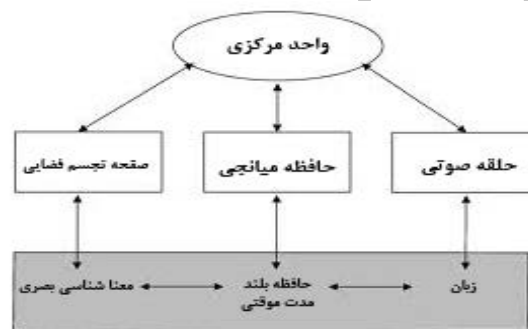 واحد مرکزی
حلقه صوتی
حافظه میانجی
صفحه تجسم فضایی
زبان
حافظه بلند
مدت موقتی
معنا شناسی بصری